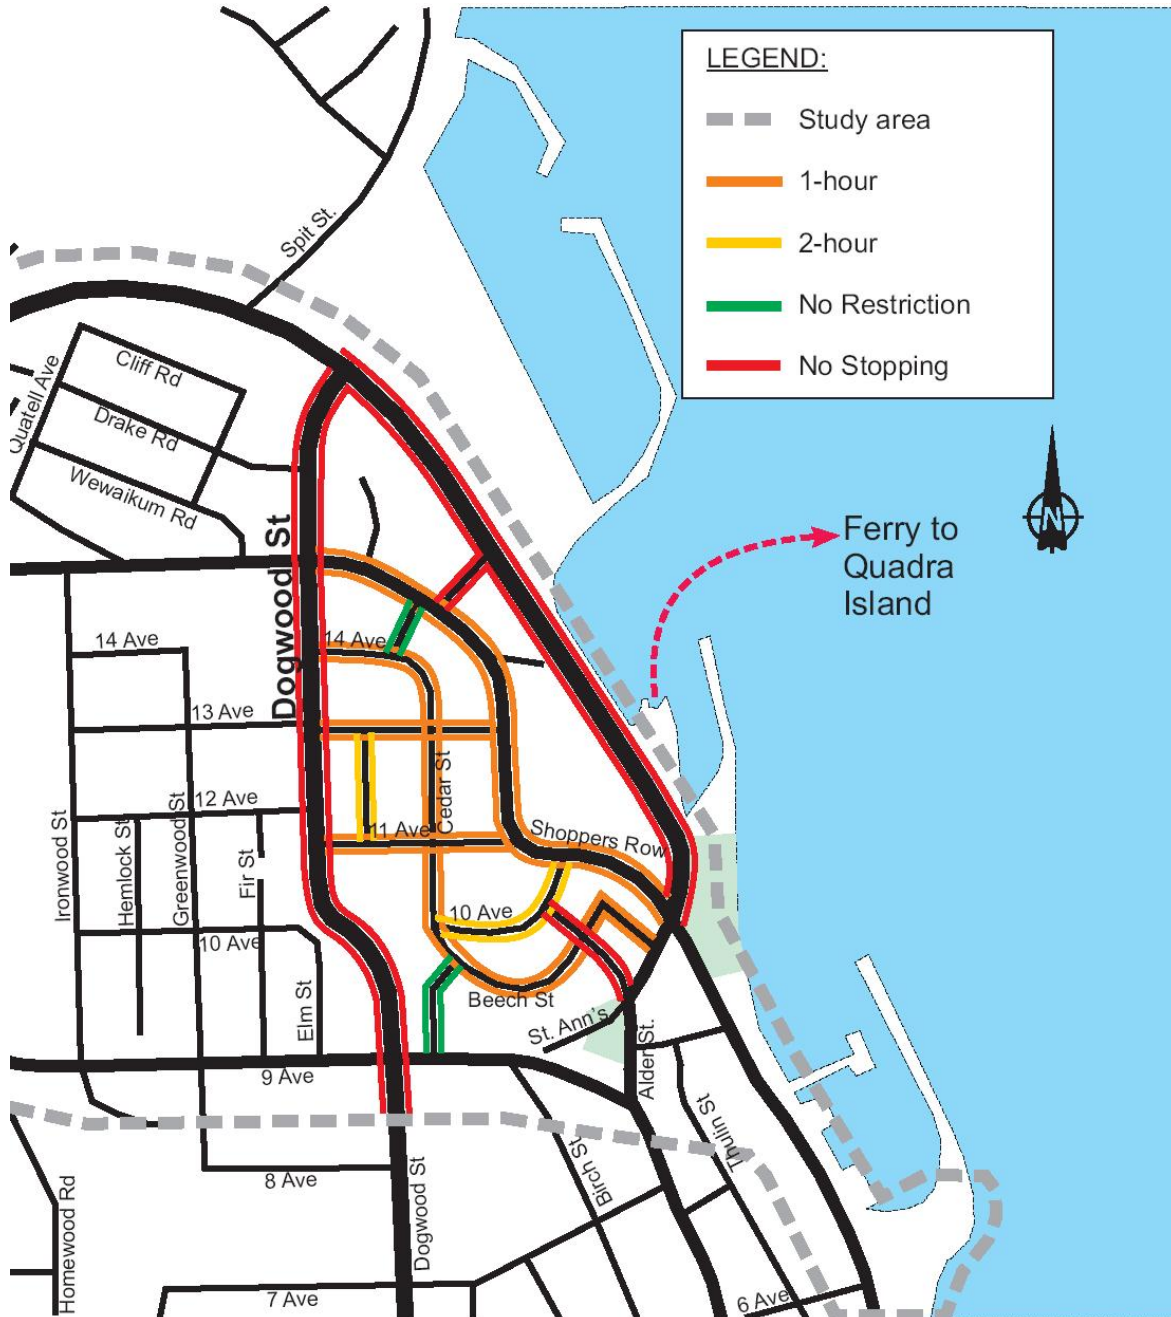 LEGEND:
Study area
1-hour
2-hour
No Restriction
No Stopping
Spit St.
Cliff Rd
Quatell Ave
Drake Rd
Wewaikum Rd
N
Ferry to
Quadra
Island
Dogwood St
14 Ave
14 Ave
13 Ave
Cedar St
12 Ave
11 Ave
Shoppers Row
Ironwood St
Hemlock St
Greenwood St
Fir St
10 Ave
10 Ave
Elm St
Beech St
St. Ann's
Alder St.
9 Ave
Thulin St
Birch St
8 Ave
Dogwood St
Homewood Rd
7 Ave
6 Ave